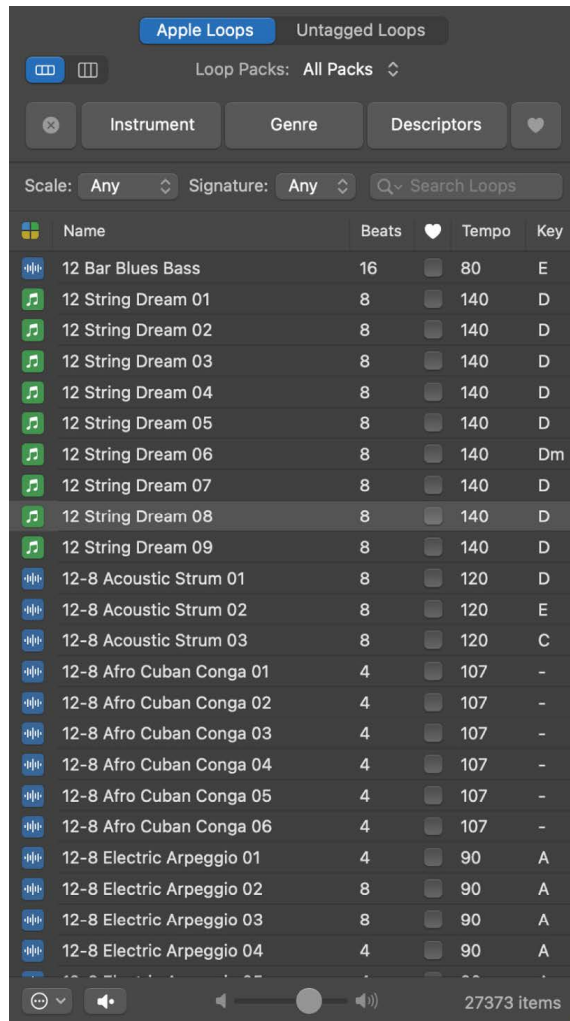 Apple Loops Untagged Loops
Loop Packs: All Packs
Instrument Genre Descriptors
Scale: Any Signature: Any Search Loops
Name Beats Tempo Key
12 Bar Blues Bass 16 80 E
12 String Dream 01 8 140 D
12 String Dream 02 8 140 D
12 String Dream 03 8 140 D
12 String Dream 04 8 140 D
12 String Dream 05 8 140 D
12 String Dream 06 8 140 Dm
12 String Dream 07 8 140 D
12 String Dream 08 8 140 D
12 String Dream 09 8 140 D
12-8 Acoustic Strum 01 8 120 D
12-8 Acoustic Strum 02 8 120 E
12-8 Acoustic Strum 03 8 120 C
12-8 Afro Cuban Conga 01 4 107 -
12-8 Afro Cuban Conga 02 4 107 -
12-8 Afro Cuban Conga 03 4 107 -
12-8 Afro Cuban Conga 04 4 107 -
12-8 Afro Cuban Conga 05 4 107 -
12-8 Afro Cuban Conga 06 4 107 -
12-8 Electric Arpeggio 01 4 90 A
12-8 Electric Arpeggio 02 8 90 A
12-8 Electric Arpeggio 03 8 90 A
12-8 Electric Arpeggio 04 4 90 A
27373 items